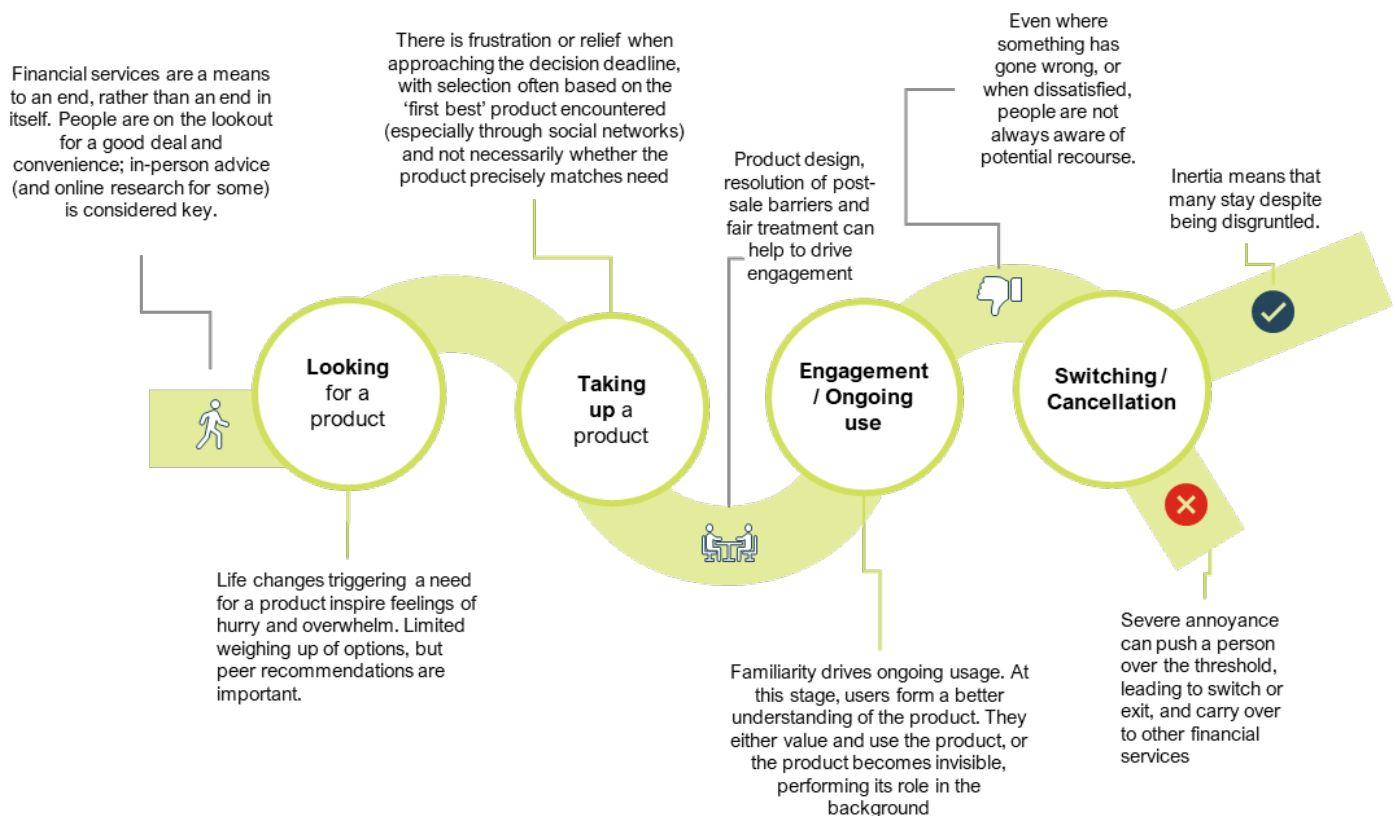 Financial services are a means
to an end, rather than an end in
itself. People are on the lookout
for a good deal and
convenience; in-person advice
(and online research for some)
is considered key.
There is frustration or relief when
approaching the decision deadline,
with selection often based on the
‘first best’ product encountered
(especially through social networks)
and not necessarily whether the
product precisely matches need
Product design,
resolution of post-
sale barriers and
fair treatment can
help to drive
engagement
Even where
something has
gone wrong, or
when dissatisfied,
people are not
always aware of
potential recourse.
Inertia means that
many stay despite
being disgruntled.
Looking
for a
product
Taking
up a
product
Engagement
/ Ongoing
use
Switching /
Cancellation
Life changes triggering a need
for a product inspire feelings of
hurry and overwhelm. Limited
weighing up of options, but
peer recommendations are
important.
Familiarity drives ongoing usage. At
this stage, users form a better
understanding of the product. They
either value and use the product, or
the product becomes invisible,
performing its role in the
background
Severe annoyance
can push a person
over the threshold,
leading to switch or
exit, and carry over
to other financial
services